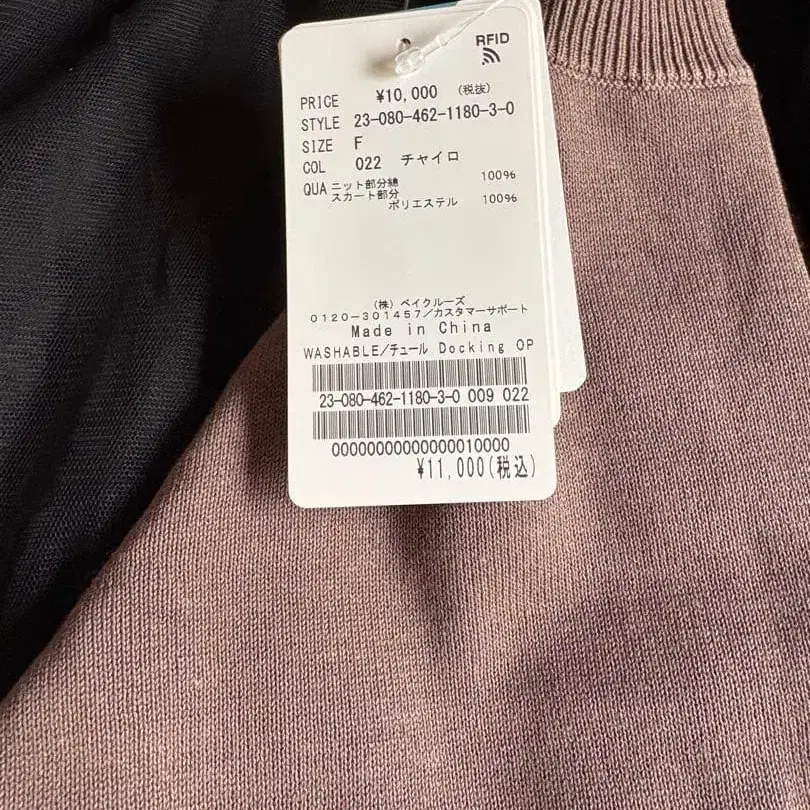 RFID
PRICE ¥10,000 (税抜)
STYLE 23-080-462-1180-3-0
SIZE F
COL 022 チャイロ
QUA ニット部分綿 100%
スカート部分
ポリエステル 100%
(株) ベイクルーズ
0120-301457/カスタマーサポート
Made in China
WASHABLE/チュール Docking OP
23-080-462-1180-3-0 009 022
00000000000000010000
¥11,000(税込)